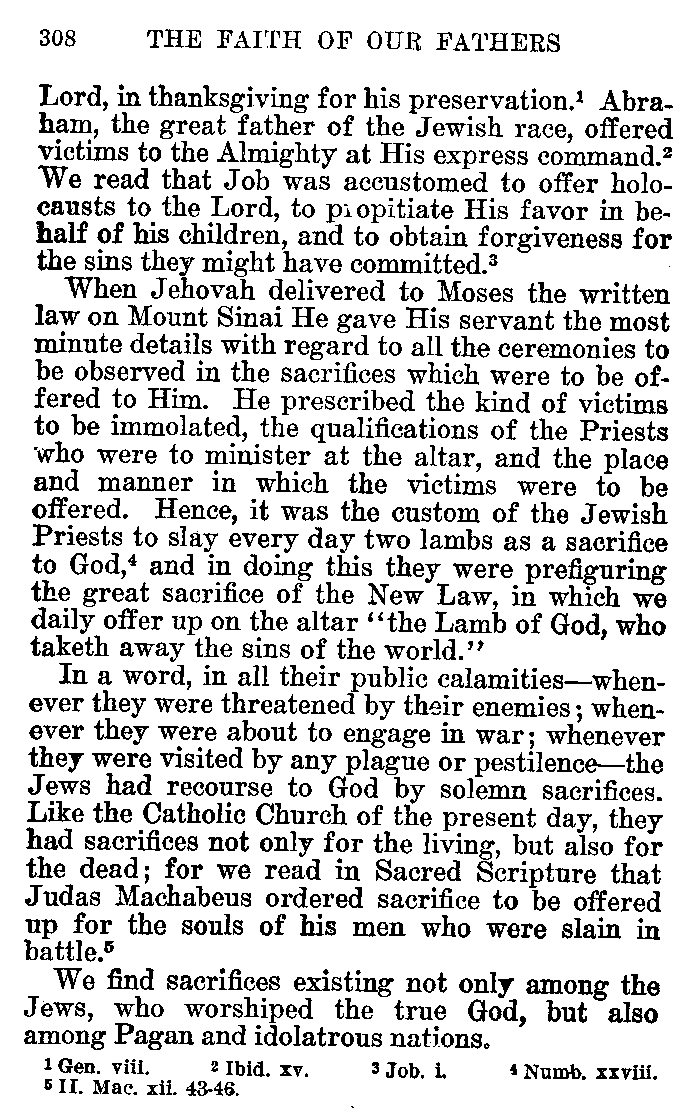 308 THE FAITH OF OUR FATHERS
Lord, in thanksgiving for his preservation.¹ Abra-
ham, the great father of the Jewish race, offered
victims to the Almighty at His express command.²
We read that Job was accustomed to offer holo-
causts to the Lord, to propitiate His favor in be-
half of his children, and to obtain forgiveness for
the sins they might have committed.³
When Jehovah delivered to Moses the written
law on Mount Sinai He gave His servant the most
minute details with regard to all the ceremonies to
be observed in the sacrifices which were to be of-
fered to Him. He prescribed the kind of victims
to be immolated, the qualifications of the Priests
who were to minister at the altar, and the place
and manner in which the victims were to be
offered. Hence, it was the custom of the Jewish
Priests to slay every day two lambs as a sacrifice
to God,⁴ and in doing this they were prefiguring
the great sacrifice of the New Law, in which we
daily offer up on the altar "the Lamb of God, who
taketh away the sins of the world."
In a word, in all their public calamities—when-
ever they were threatened by their enemies; when-
ever they were about to engage in war; whenever
they were visited by any plague or pestilence—the
Jews had recourse to God by solemn sacrifices.
Like the Catholic Church of the present day, they
had sacrifices not only for the living, but also for
the dead; for we read in Sacred Scripture that
Judas Machabeus ordered sacrifice to be offered
up for the souls of his men who were slain in
battle.⁵
We find sacrifices existing not only among the
Jews, who worshiped the true God, but also
among Pagan and idolatrous nations.
¹ Gen. viii. ² Ibid. xv. ³ Job. i. ⁴ Numb. xxviii.
⁵ II. Mac. xii. 43-46.